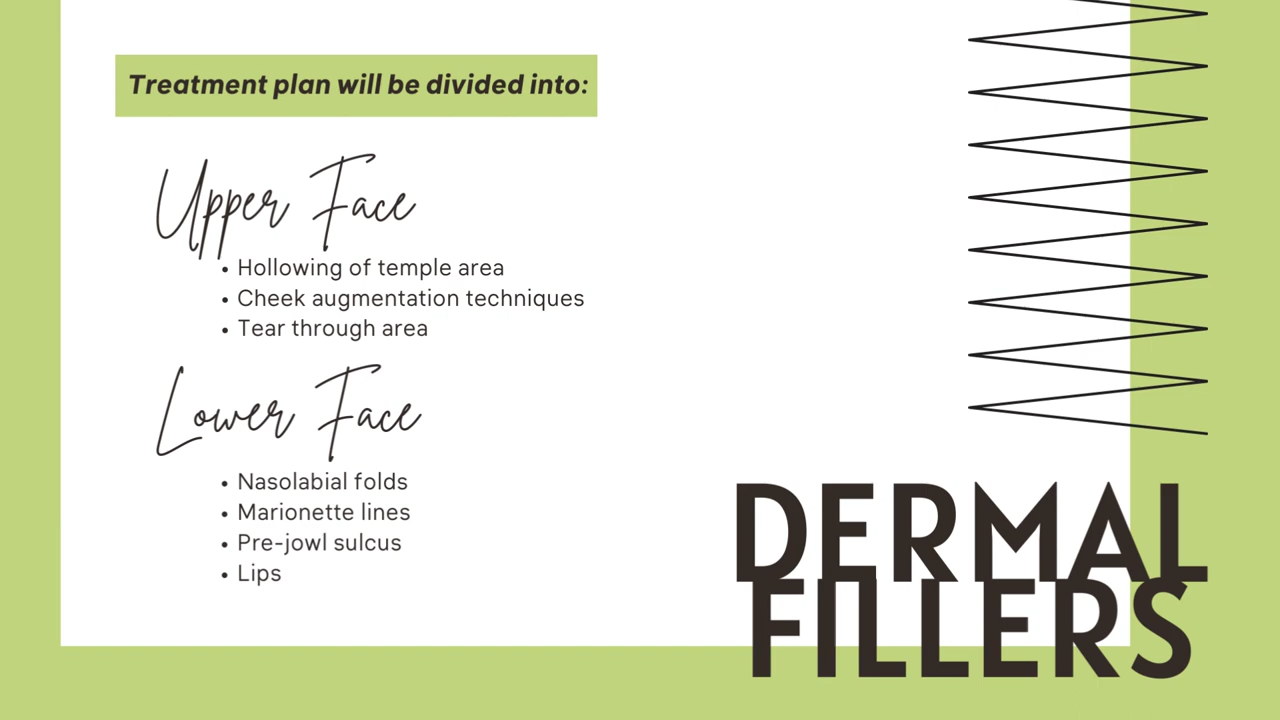 Treatment plan will be divided into:
Upper Face
• Hollowing of temple area
• Cheek augmentation techniques
• Tear through area
Lower Face
• Nasolabial folds
• Marionette lines
• Pre-jowl sulcus
• Lips
DERMAL
FILLERS